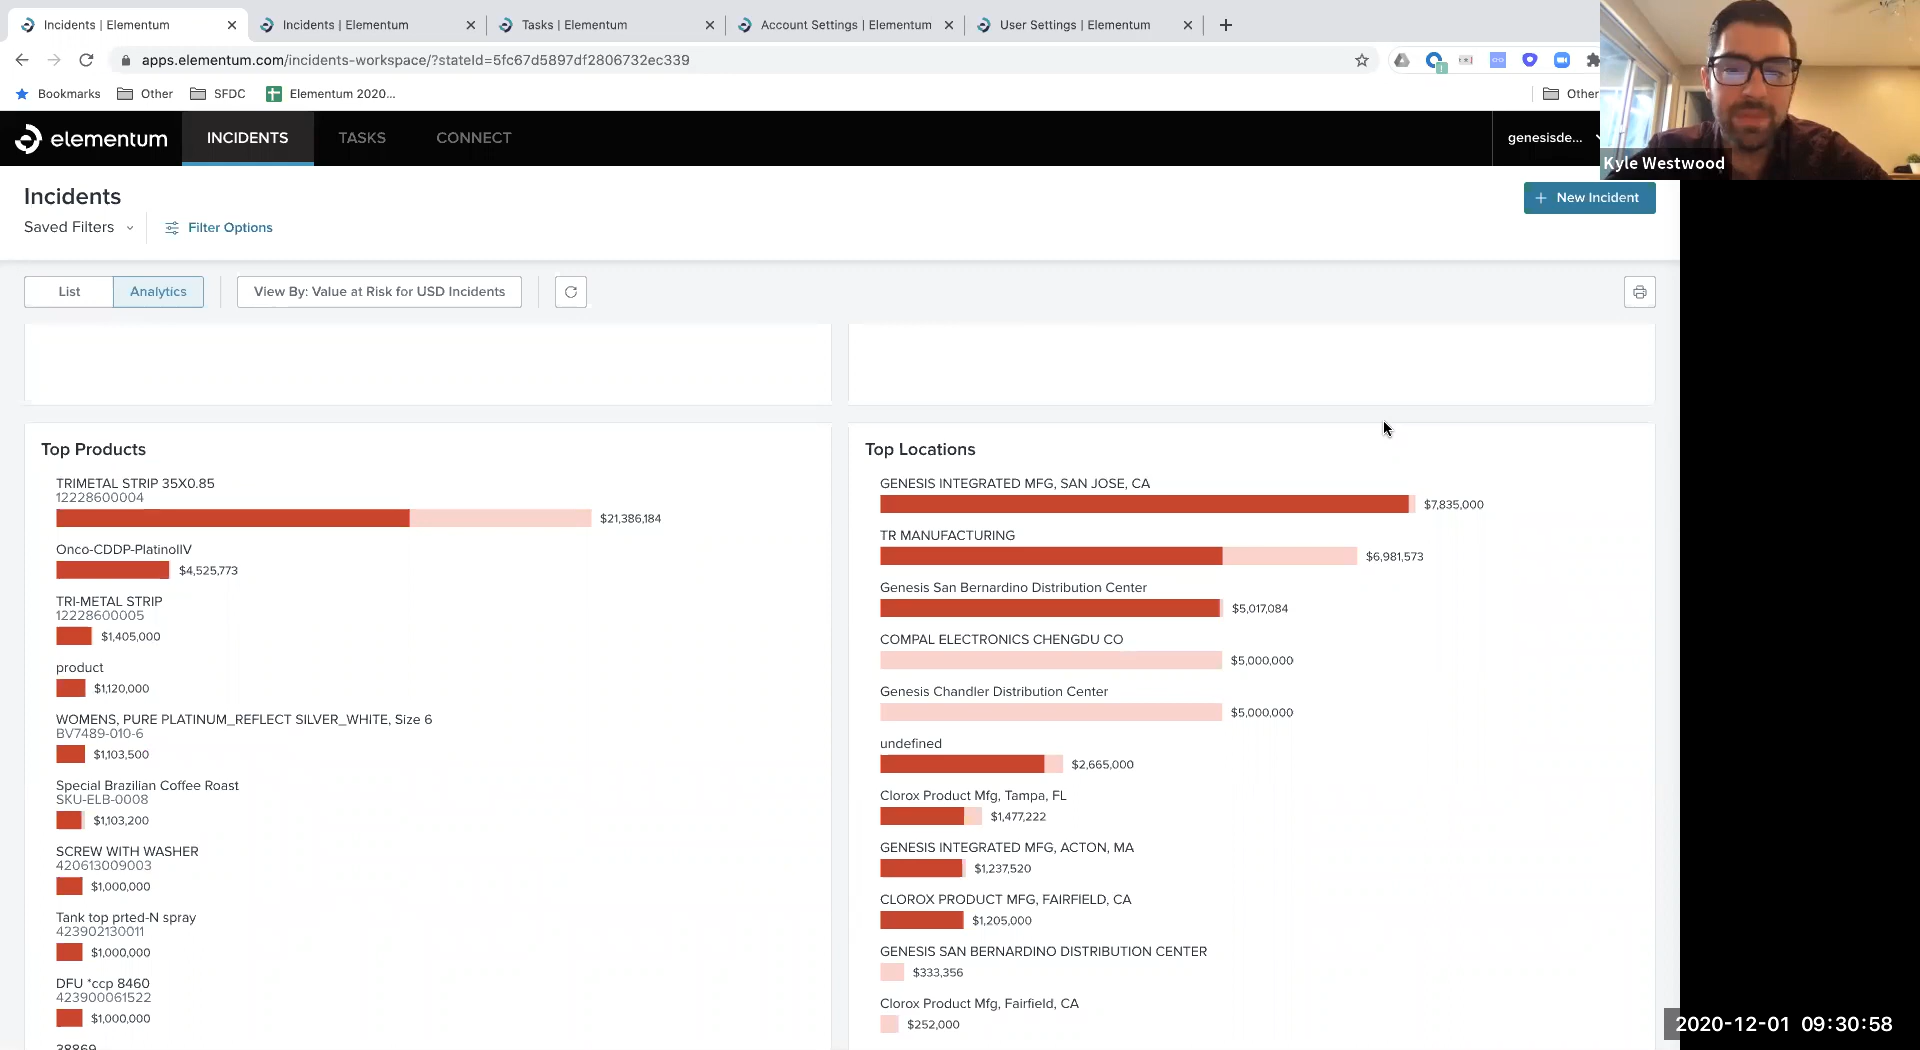 Incidents | Elementum
Incidents | Elementum
Tasks | Elementum
Account Settings | Elementum
User Settings | Elementum
apps.elementum.com/incidents-workspace/?stateId=5fc67d5897df2806732ec339
Bookmarks
Other
SFDC
Elementum 2020...
Other
elementum
INCIDENTS
TASKS
CONNECT
genesisde...
Kyle Westwood
Incidents
New Incident
Saved Filters
Filter Options
List
Analytics
View By: Value at Risk for USD Incidents
Top Products
TRIMETAL STRIP 35X0.85
12228600004
$21,386,184
Onco-CDDP-PlatinolIV
$4,525,773
TRI-METAL STRIP
12228600005
$1,405,000
product
$1,120,000
WOMENS, PURE PLATINUM_REFLECT SILVER_WHITE, Size 6
BV7489-010-6
$1,103,500
Special Brazilian Coffee Roast
SKU-ELB-0008
$1,103,200
SCREW WITH WASHER
420613009003
$1,000,000
Tank top prted-N spray
423902130011
$1,000,000
DFU *ccp 8460
423900061522
$1,000,000
38869
Top Locations
GENESIS INTEGRATED MFG, SAN JOSE, CA
$7,835,000
TR MANUFACTURING
$6,981,573
Genesis San Bernardino Distribution Center
$5,017,084
COMPAL ELECTRONICS CHENGDU CO
$5,000,000
Genesis Chandler Distribution Center
$5,000,000
undefined
$2,665,000
Clorox Product Mfg, Tampa, FL
$1,477,222
GENESIS INTEGRATED MFG, ACTON, MA
$1,237,520
CLOROX PRODUCT MFG, FAIRFIELD, CA
$1,205,000
GENESIS SAN BERNARDINO DISTRIBUTION CENTER
$333,356
Clorox Product Mfg, Fairfield, CA
$252,000
2020-12-01 09:30:58